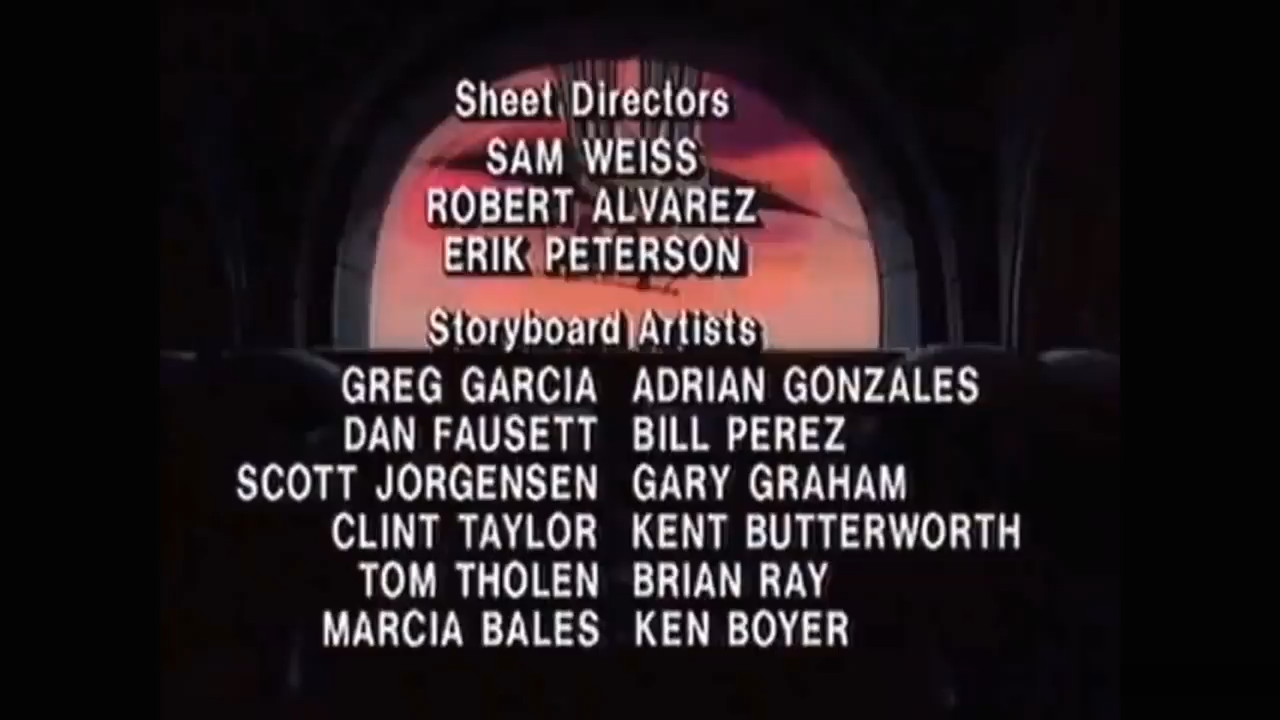 Sheet Directors
SAM WEISS
ROBERT ALVAREZ
ERIK PETERSON
Storyboard Artists
GREG GARCIA ADRIAN GONZALES
DAN FAUSETT BILL PEREZ
SCOTT JORGENSEN GARY GRAHAM
CLINT TAYLOR KENT BUTTERWORTH
TOM THOLEN BRIAN RAY
MARCIA BALES KEN BOYER